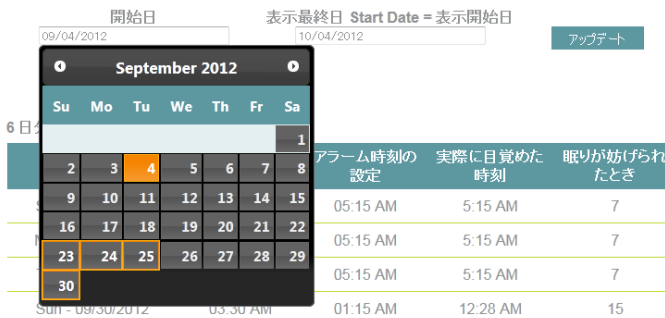 開始日 表示最終日 Start Date = 表示開始日
09/04/2012 10/04/2012 アップデート
September 2012
Su Mo Tu We Th Fr Sa
1
2 3 4 5 6 7 8
9 10 11 12 13 14 15
16 17 18 19 20 21 22
23 24 25 26 27 28 29
30
6日
アラーム時刻の設定 実際に目覚めた時刻 眠りが妨げられたとき
05:15 AM 5:15 AM 7
05:15 AM 5:15 AM 7
05:15 AM 5:15 AM 7
Sun - 09/30/2012 03:30 AM 01:15 AM 12:28 AM 15